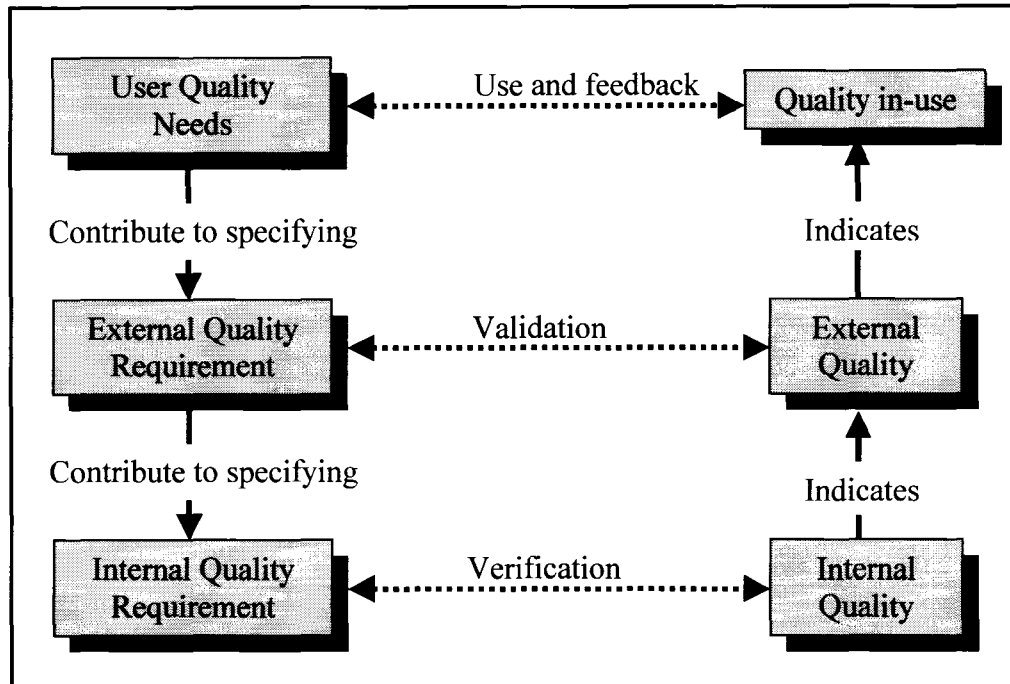 User Quality
Needs
Use and feedback
Quality in-use
Contribute to specifying
Indicates
External Quality
Requirement
Validation
External
Quality
Contribute to specifying
Indicates
Internal Quality
Requirement
Verification
Internal
Quality